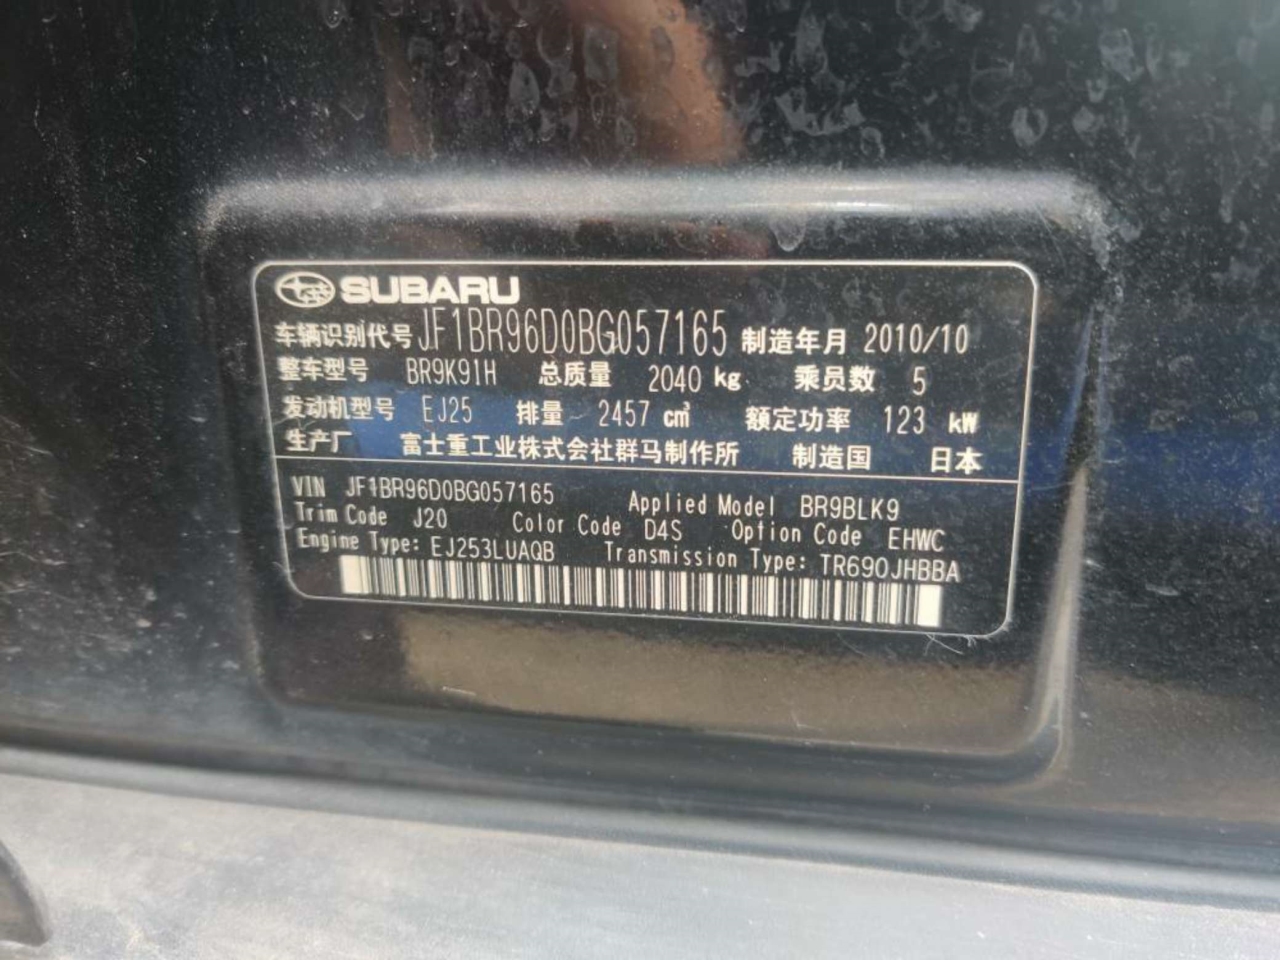 SUBARU
车辆识别代号 JF1BR96D0BG057165 制造年月 2010/10
整车型号 BR9K91H 总质量 2040 kg 乘员数 5
发动机型号 EJ25 排量 2457 cm³ 额定功率 123 kW
生产厂 富士重工业株式会社群马制作所 制造国 日本
VIN JF1BR96D0BG057165 Applied Model BR9BLK9
Trim Code J20 Color Code D4S Option Code EHWC
Engine Type: EJ253LUAQB Transmission Type: TR690JHBBA